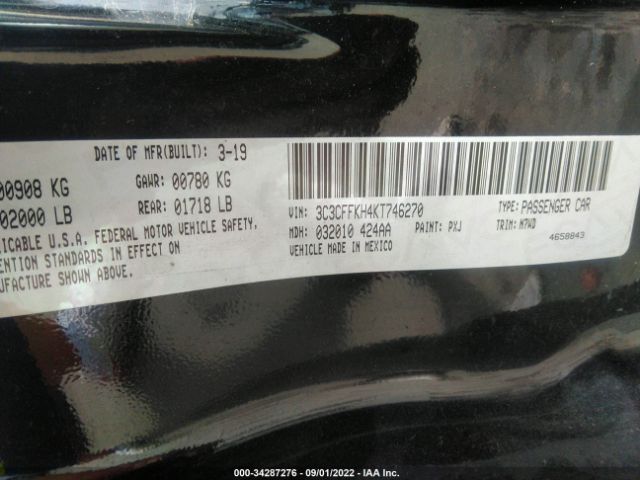 DATE OF MFR(BUILT): 3-19
00908 KG GAWR: 00780 KG
02000 LB REAR: 01718 LB
LICABLE U.S.A. FEDERAL MOTOR VEHICLE SAFETY,
ENTION STANDARDS IN EFFECT ON
UFACTURE SHOWN ABOVE.
VIN: 3C3CFFKH4KT746270 TYPE: PASSENGER CAR
MDH: 032010 424AA PAINT: PXJ TRIM: M7WD
VEHICLE MADE IN MEXICO 4658843
000-34287276 - 09/01/2022 - IAA Inc.